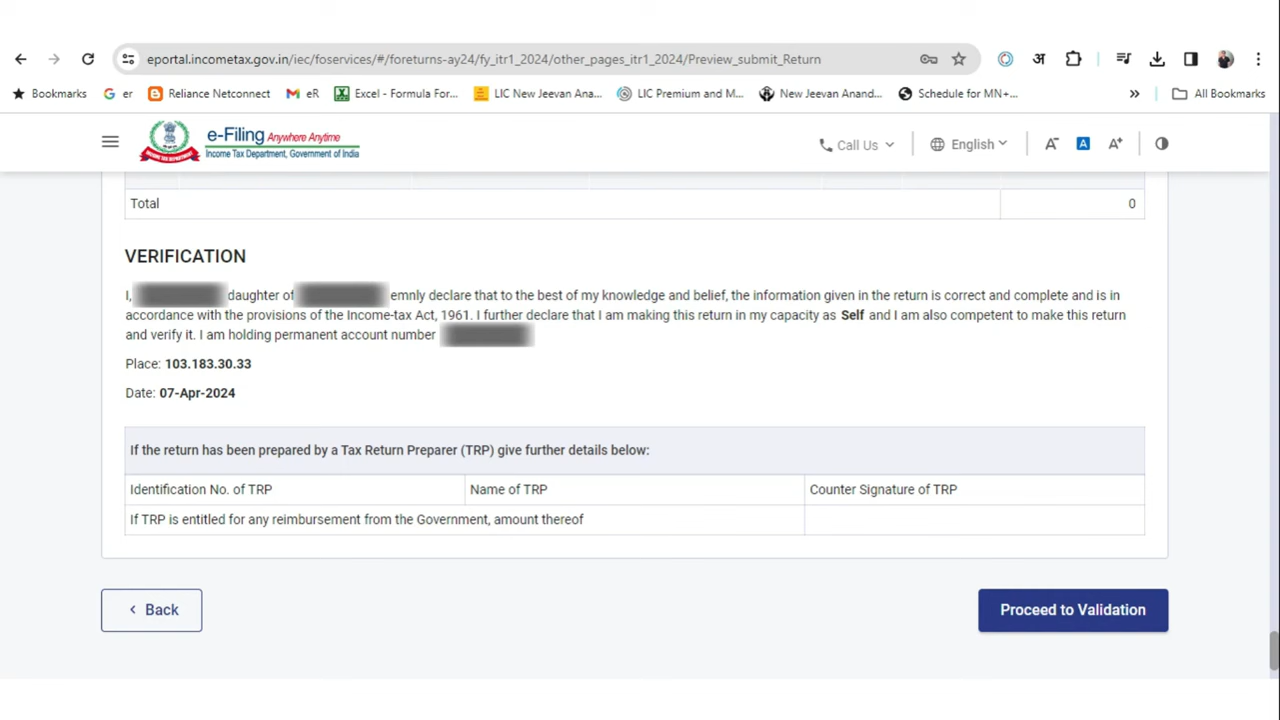 eportal.incometax.gov.in/iec/foservices/#/foreturns-ay24/fy_itr1_2024/other_pages_itr1_2024/Preview_submit_Return
अ
Bookmarks G er Reliance Netconnect M eR Excel - Formula For... LIC New Jeevan Ana... LIC Premium and M... New Jeevan Anand... Schedule for MN+... » All Bookmarks
e-Filing Anywhere Anytime
Income Tax Department, Government of India
Call Us English A- A A+
Total 0
VERIFICATION
I, daughter of emnly declare that to the best of my knowledge and belief, the information given in the return is correct and complete and is in
accordance with the provisions of the Income-tax Act, 1961. I further declare that I am making this return in my capacity as Self and I am also competent to make this return
and verify it. I am holding permanent account number
Place: 103.183.30.33
Date: 07-Apr-2024
If the return has been prepared by a Tax Return Preparer (TRP) give further details below:
Identification No. of TRP Name of TRP Counter Signature of TRP
If TRP is entitled for any reimbursement from the Government, amount thereof
Back Proceed to Validation